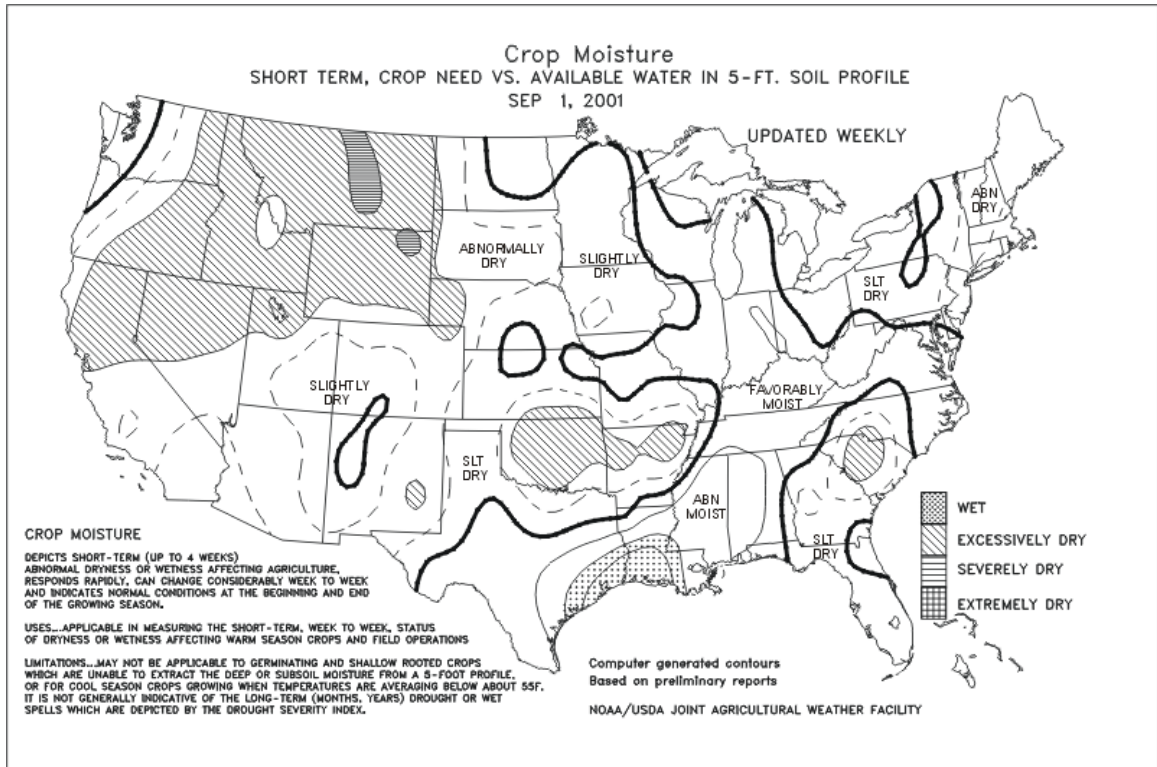 Crop Moisture
SHORT TERM, CROP NEED VS. AVAILABLE WATER IN 5-FT. SOIL PROFILE
SEP 1, 2001
UPDATED WEEKLY
ABN
DRY
ABNORMALLY
DRY
SLIGHTLY
DRY
SLT
DRY
SLIGHTLY
DRY
FAVORABLY
MOIST
SLT
DRY
ABN
MOIST
SLT
DRY
WET
EXCESSIVELY DRY
SEVERELY DRY
EXTREMELY DRY
CROP MOISTURE
DEPICTS SHORT-TERM (UP TO 4 WEEKS)
ABNORMAL DRYNESS OR WETNESS AFFECTING AGRICULTURE,
RESPONDS RAPIDLY, CAN CHANGE CONSIDERABLY WEEK TO WEEK
AND INDICATES NORMAL CONDITIONS AT THE BEGINNING AND END
OF THE GROWING SEASON.
USES...APPLICABLE IN MEASURING THE SHORT-TERM, WEEK TO WEEK, STATUS
OF DRYNESS OR WETNESS AFFECTING WARM SEASON CROPS AND FIELD OPERATIONS
LIMITATIONS...MAY NOT BE APPLICABLE TO GERMINATING AND SHALLOW ROOTED CROPS
WHICH ARE UNABLE TO EXTRACT THE DEEP OR SUBSOIL MOISTURE FROM A 5-FOOT PROFILE,
OR FOR COOL SEASON CROPS GROWING WHEN TEMPERATURES ARE AVERAGING BELOW ABOUT 55F.
IT IS NOT GENERALLY INDICATIVE OF THE LONG-TERM (MONTHS, YEARS) DROUGHT OR WET
SPELLS WHICH ARE DEPICTED BY THE DROUGHT SEVERITY INDEX.
Computer generated contours
Based on preliminary reports
NOAA/USDA JOINT AGRICULTURAL WEATHER FACILITY